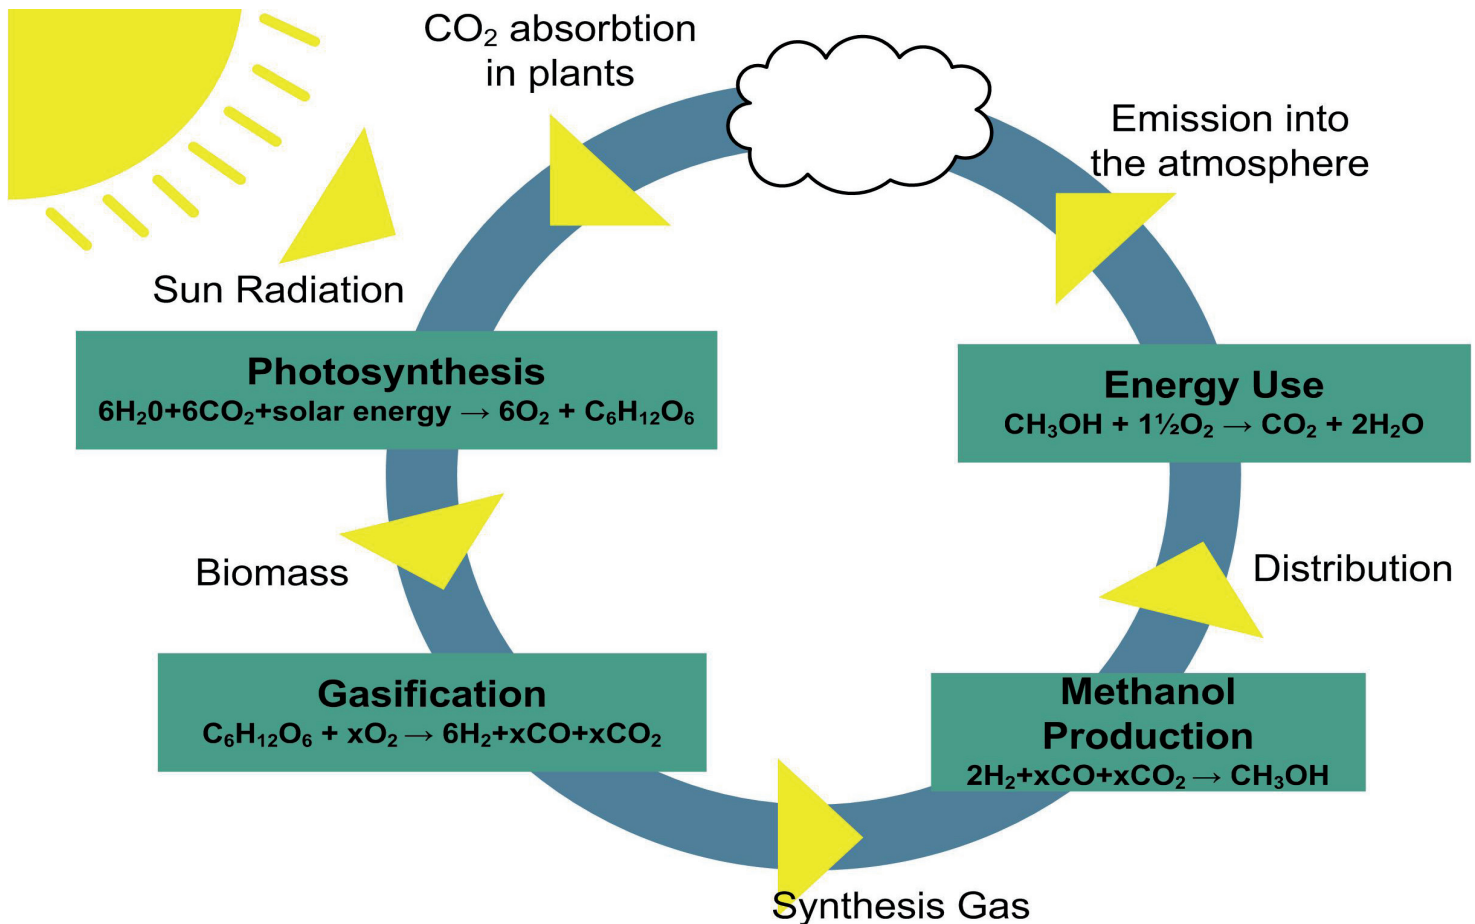 CO₂ absorbtion
in plants
Emission into
the atmosphere
Sun Radiation
Photosynthesis
6H₂0+6CO₂+solar energy → 6O₂ + C₆H₁₂O₆
Energy Use
CH₃OH + 1½O₂ → CO₂ + 2H₂O
Biomass
Distribution
Gasification
C₆H₁₂O₆ + xO₂ → 6H₂+xCO+xCO₂
Methanol
Production
2H₂+xCO+xCO₂ → CH₃OH
Synthesis Gas